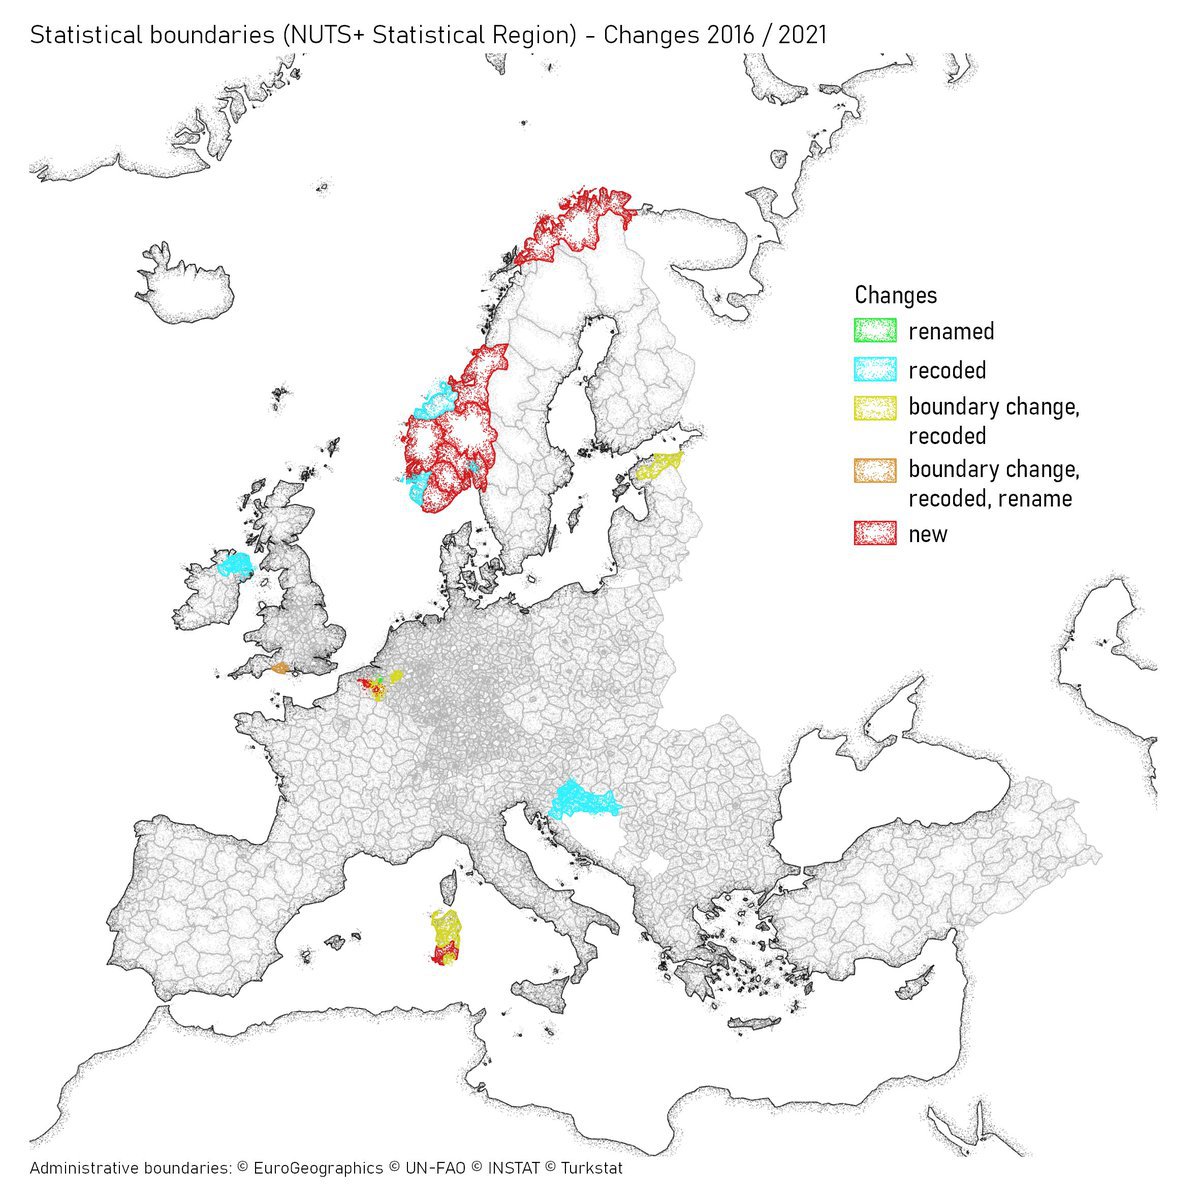 Statistical boundaries (NUTS+ Statistical Region) - Changes 2016 / 2021
Changes
renamed
recoded
boundary change,
recoded
boundary change,
recoded, rename
new
Administrative boundaries: © EuroGeographics © UN-FAO © INSTAT © Turkstat